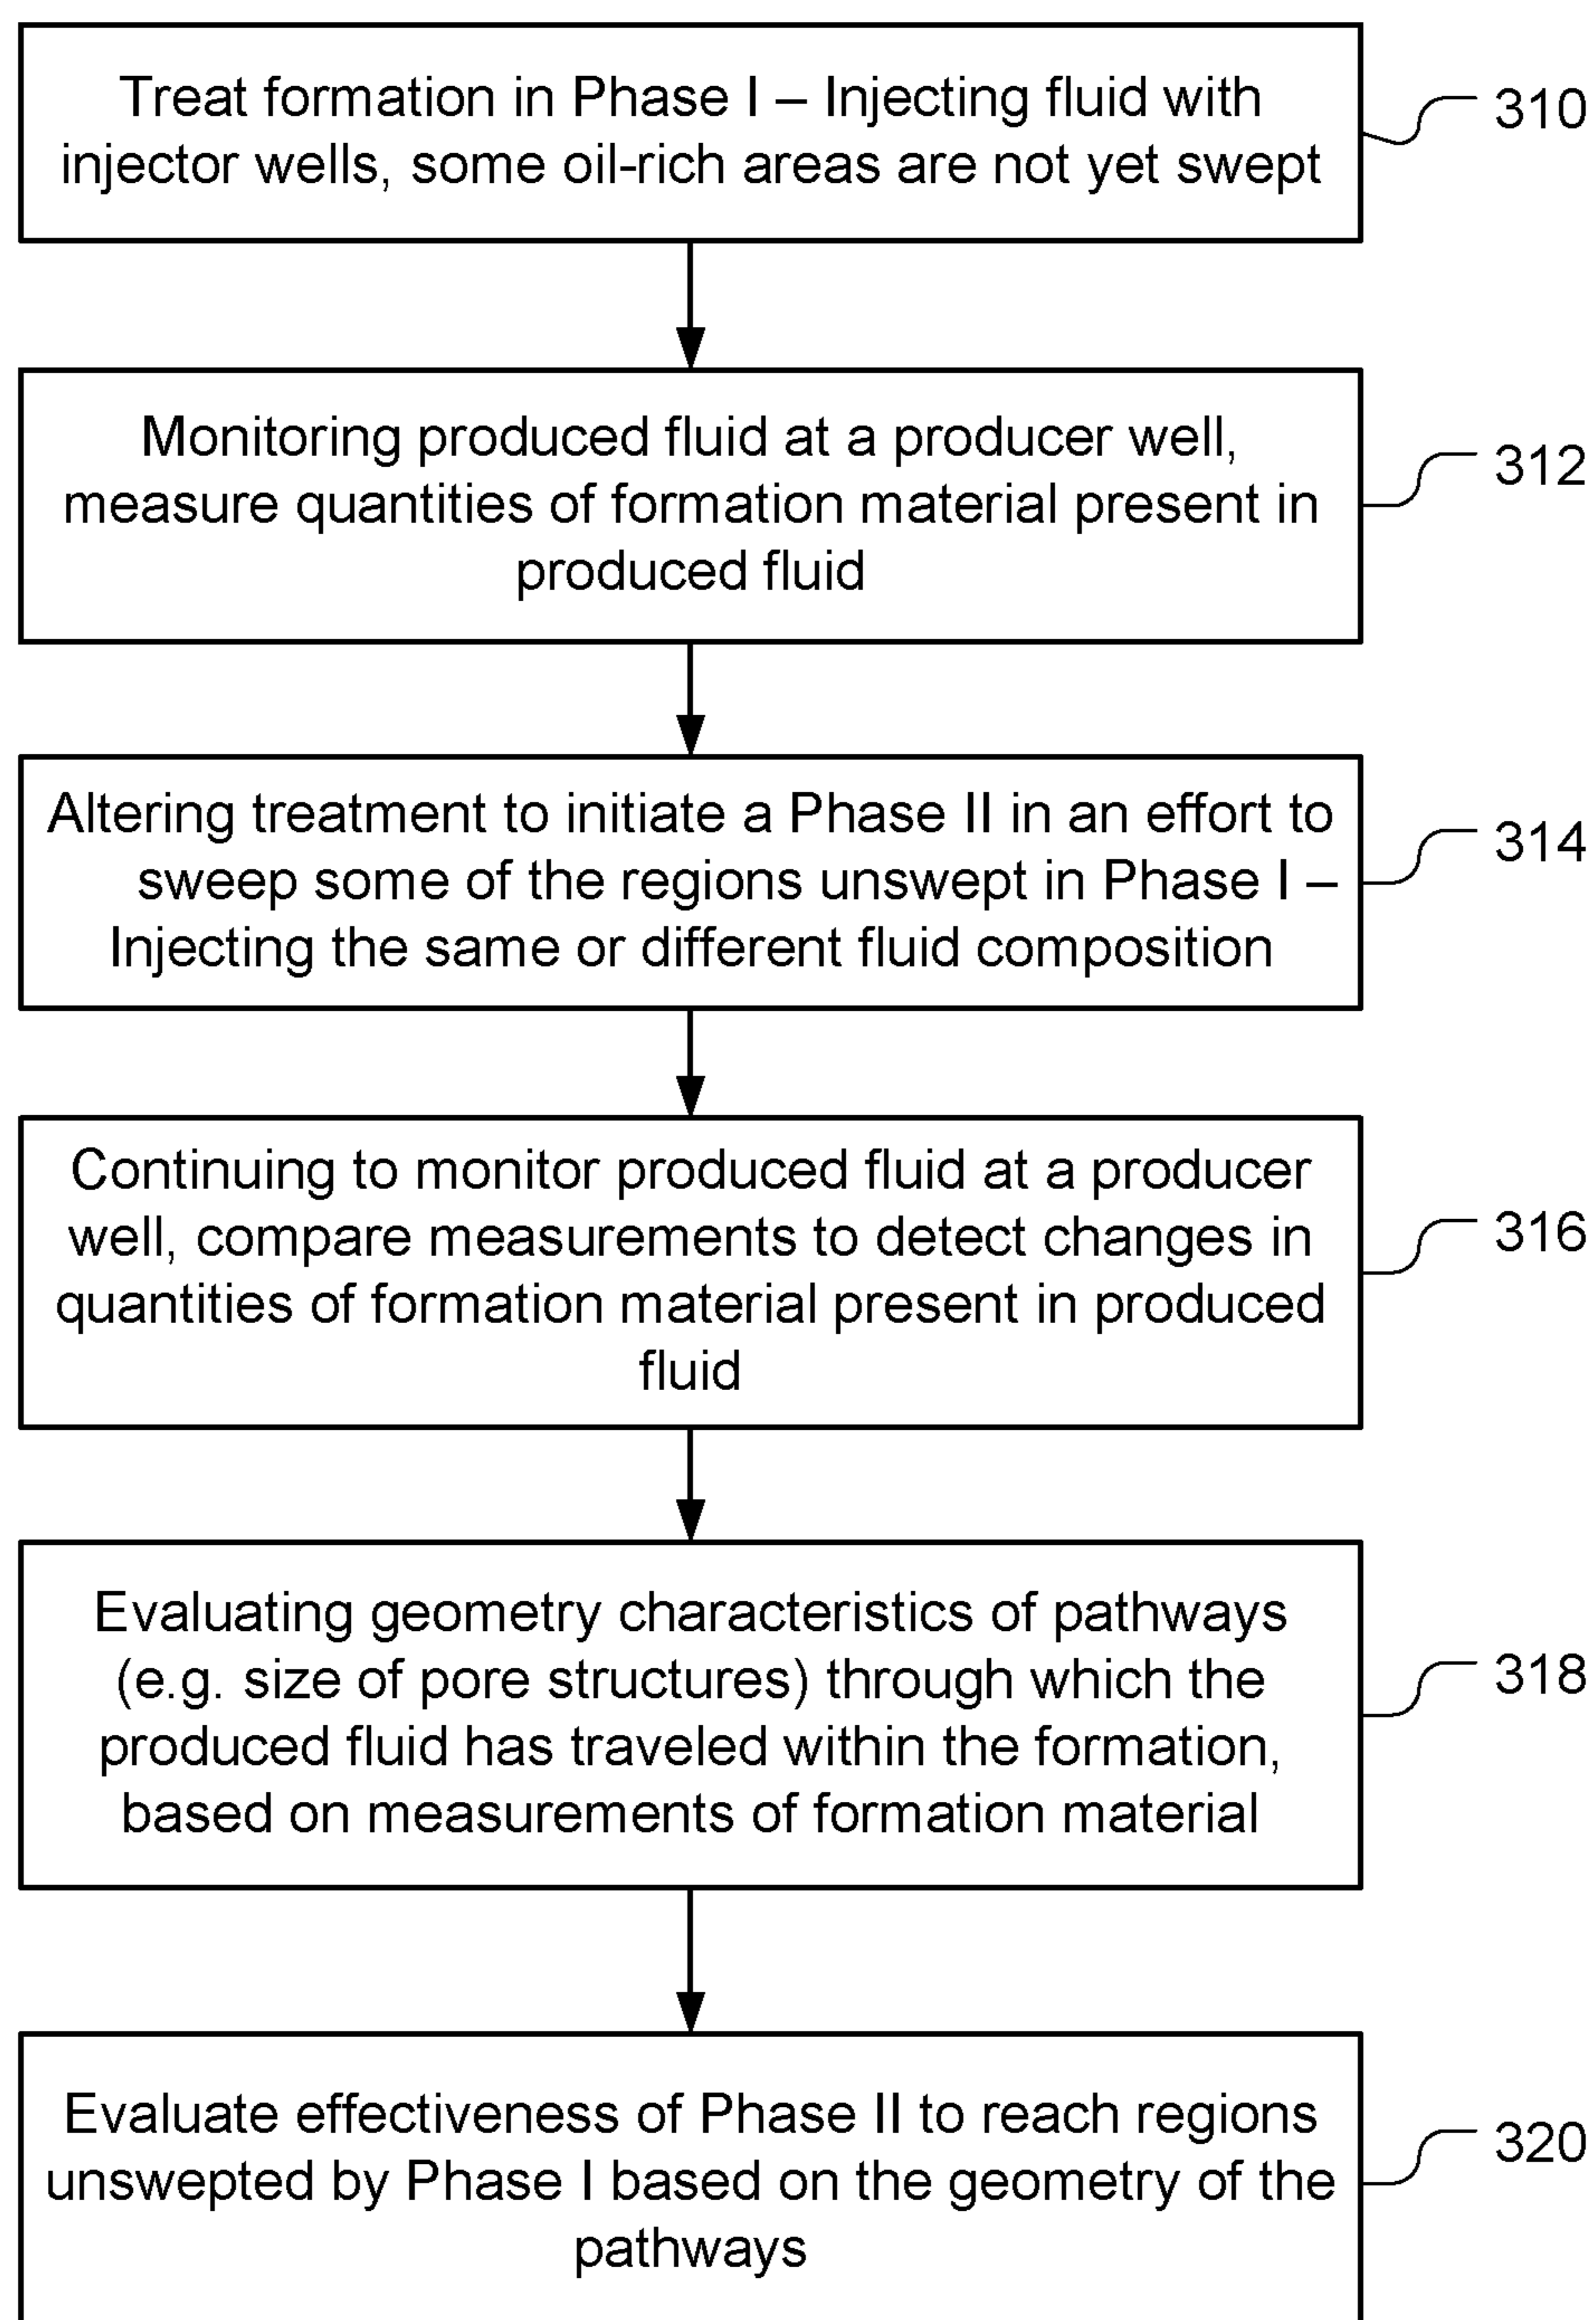 Treat formation in Phase I – Injecting fluid with
injector wells, some oil-rich areas are not yet swept
310
Monitoring produced fluid at a producer well,
measure quantities of formation material present in
produced fluid
312
Altering treatment to initiate a Phase II in an effort to
sweep some of the regions unswept in Phase I –
Injecting the same or different fluid composition
314
Continuing to monitor produced fluid at a producer
well, compare measurements to detect changes in
quantities of formation material present in produced
fluid
316
Evaluating geometry characteristics of pathways
(e.g. size of pore structures) through which the
produced fluid has traveled within the formation,
based on measurements of formation material
318
Evaluate effectiveness of Phase II to reach regions
unswepted by Phase I based on the geometry of the
pathways
320